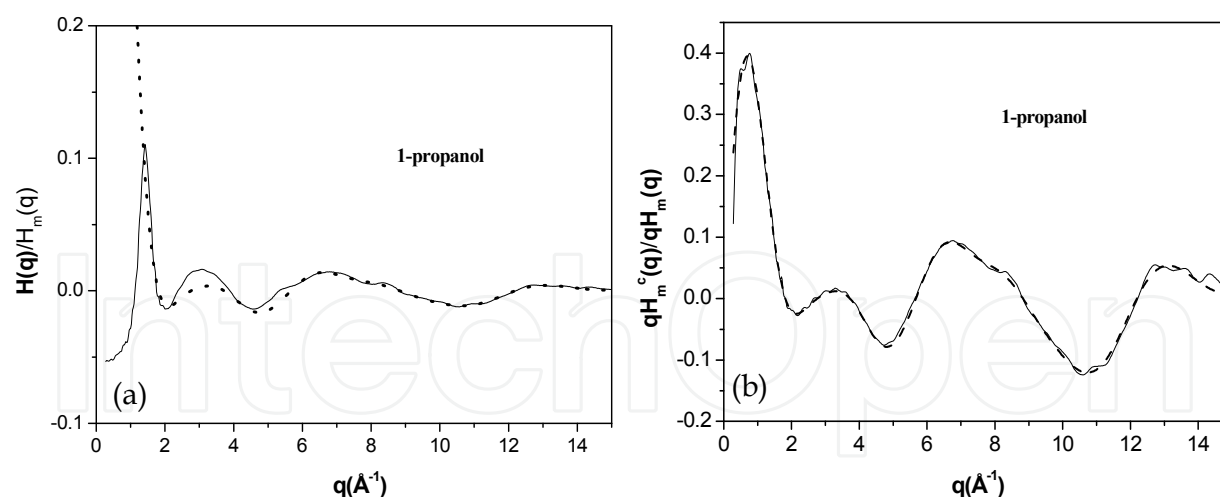 0.2
0.1
0.0
-0.1
H(q)/H_m(q)
1-propanol
(a)
0 2 4 6 8 10 12 14
q(Å⁻¹)
0.4
0.3
0.2
0.1
0.0
-0.1
-0.2
qH_m^c(q)/qH_m(q)
1-propanol
(b)
0 2 4 6 8 10 12 14
q(Å⁻¹)
IntechOpen